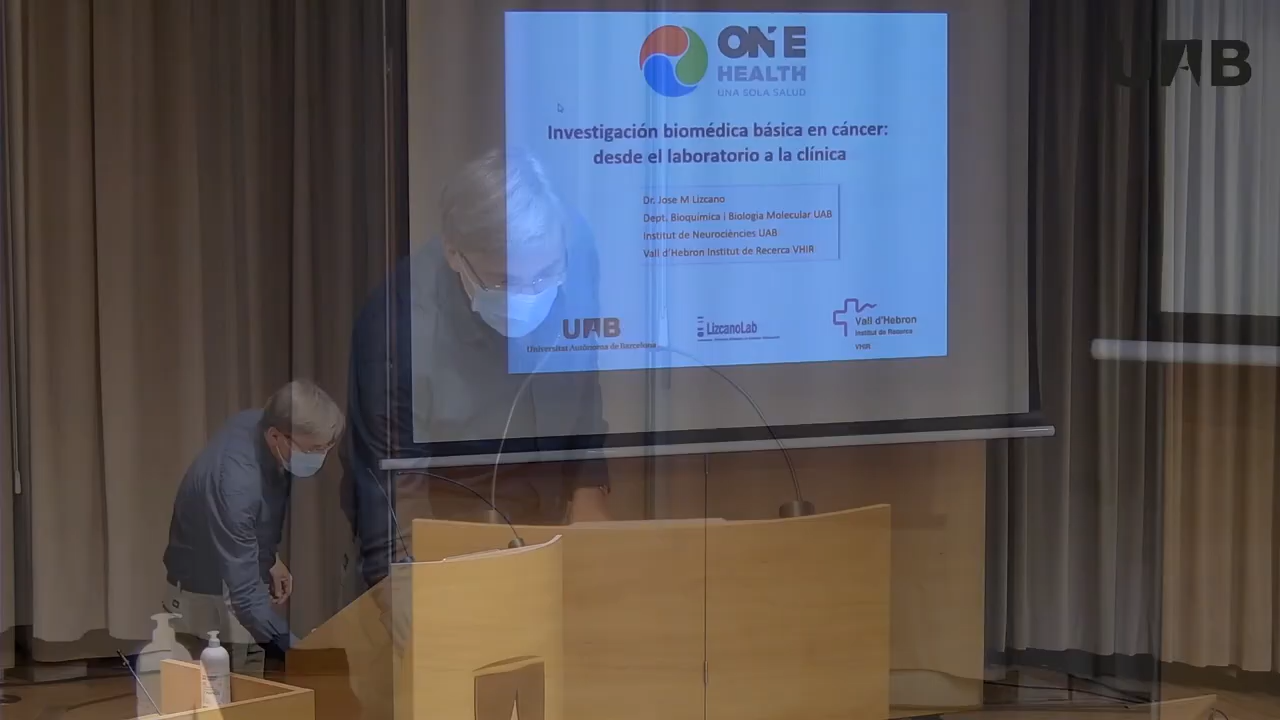 ONE
HEALTH
UNA SOLA SALUD
UAB
Investigación biomédica básica en cáncer:
desde el laboratorio a la clínica
Dr. Jose M Lizcano
Dept. Bioquímica i Biologia Molecular UAB
Institut de Neurociències UAB
Vall d'Hebron Institut de Recerca VHIR
UAB
Universitat Autònoma de Barcelona
LizcanoLab
Vall d'Hebron
Institut de Recerca
VHIR